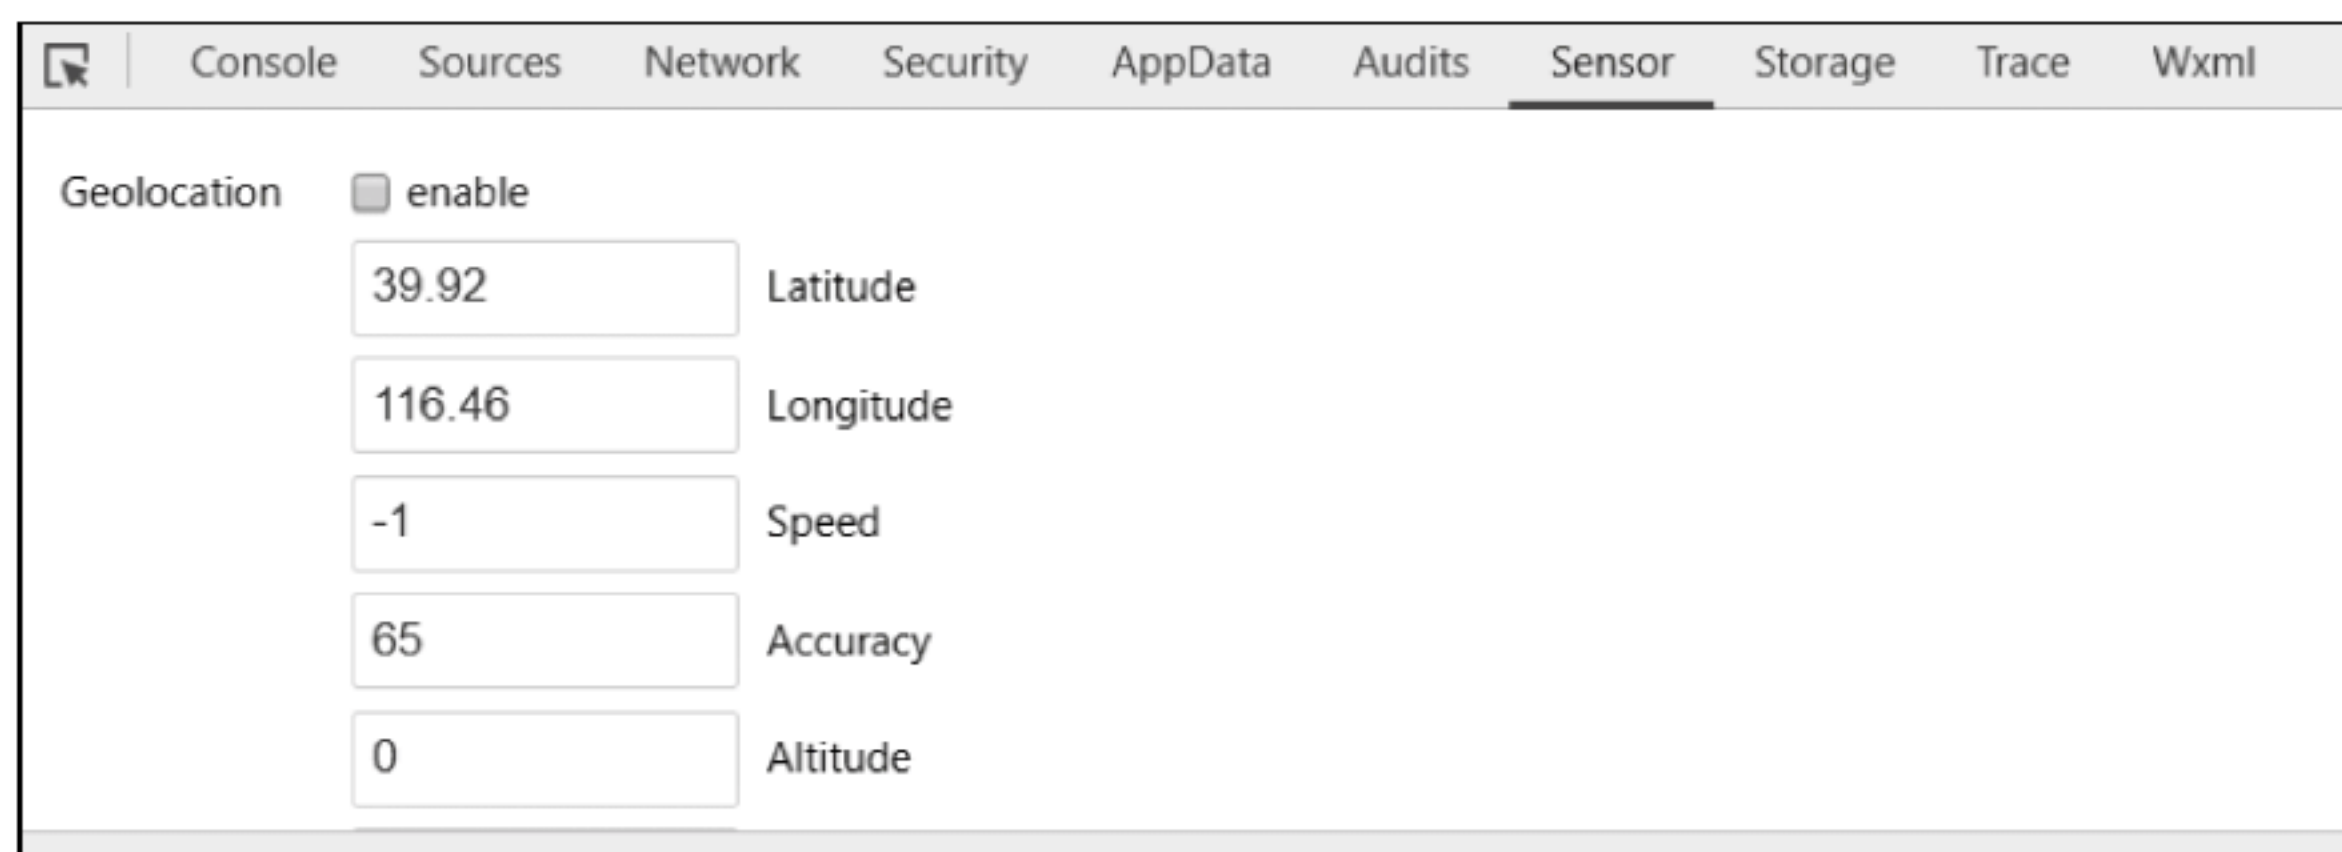 Console Sources Network Security AppData Audits Sensor Storage Trace Wxml
Geolocation enable
39.92 Latitude
116.46 Longitude
-1 Speed
65 Accuracy
0 Altitude